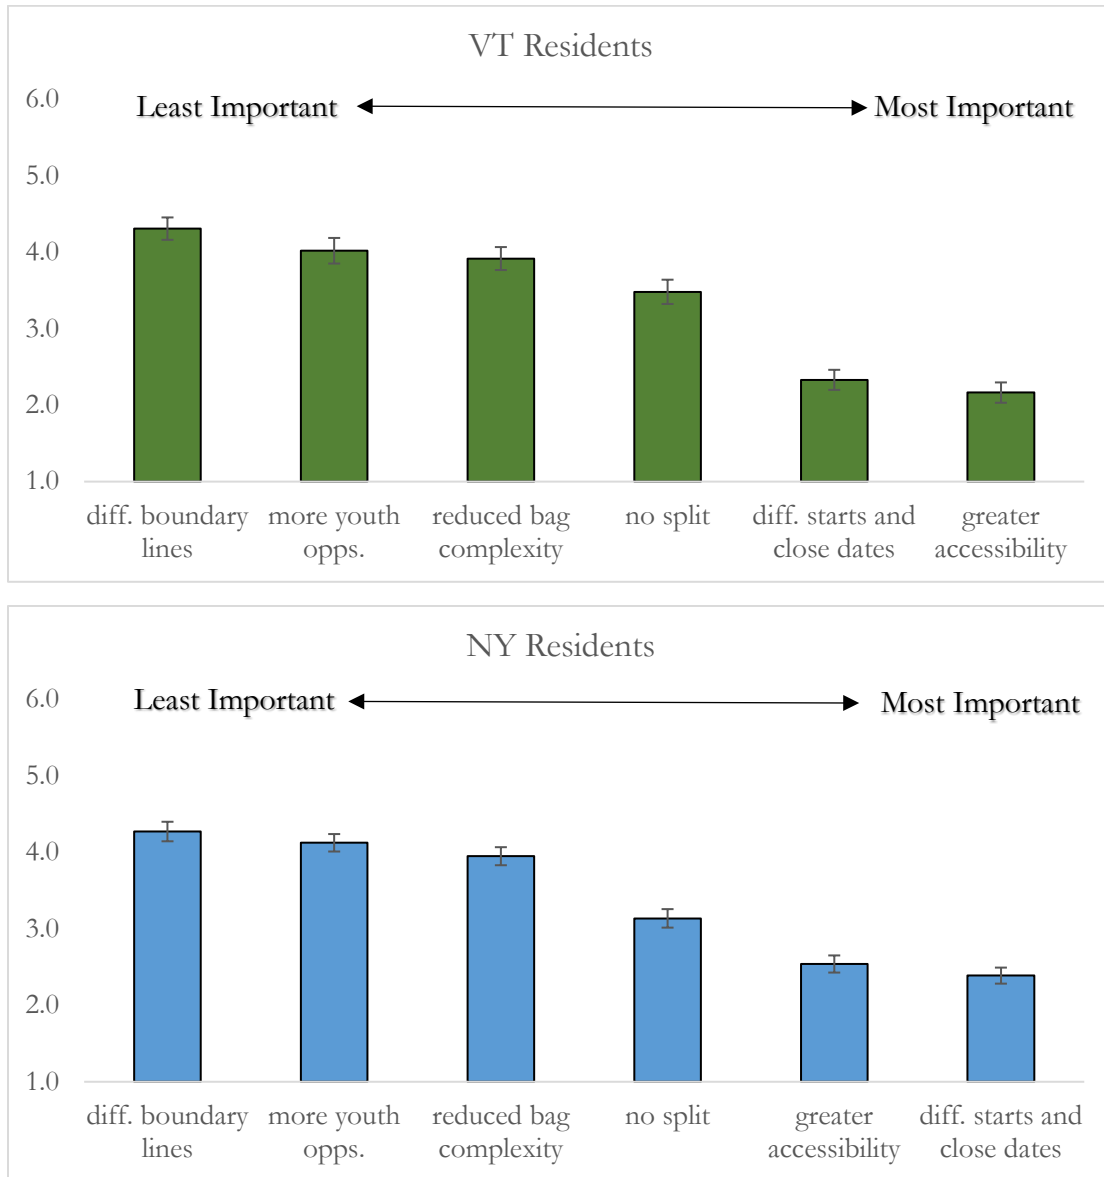 VT Residents
6.0
Least Important
Most Important
5.0
4.0
3.0
2.0
1.0
diff. boundary
lines
more youth
opps.
reduced bag
complexity
no split
diff. starts and
close dates
greater
accessibility
NY Residents
6.0
Least Important
Most Important
5.0
4.0
3.0
2.0
1.0
diff. boundary
lines
more youth
opps.
reduced bag
complexity
no split
greater
accessibility
diff. starts and
close dates